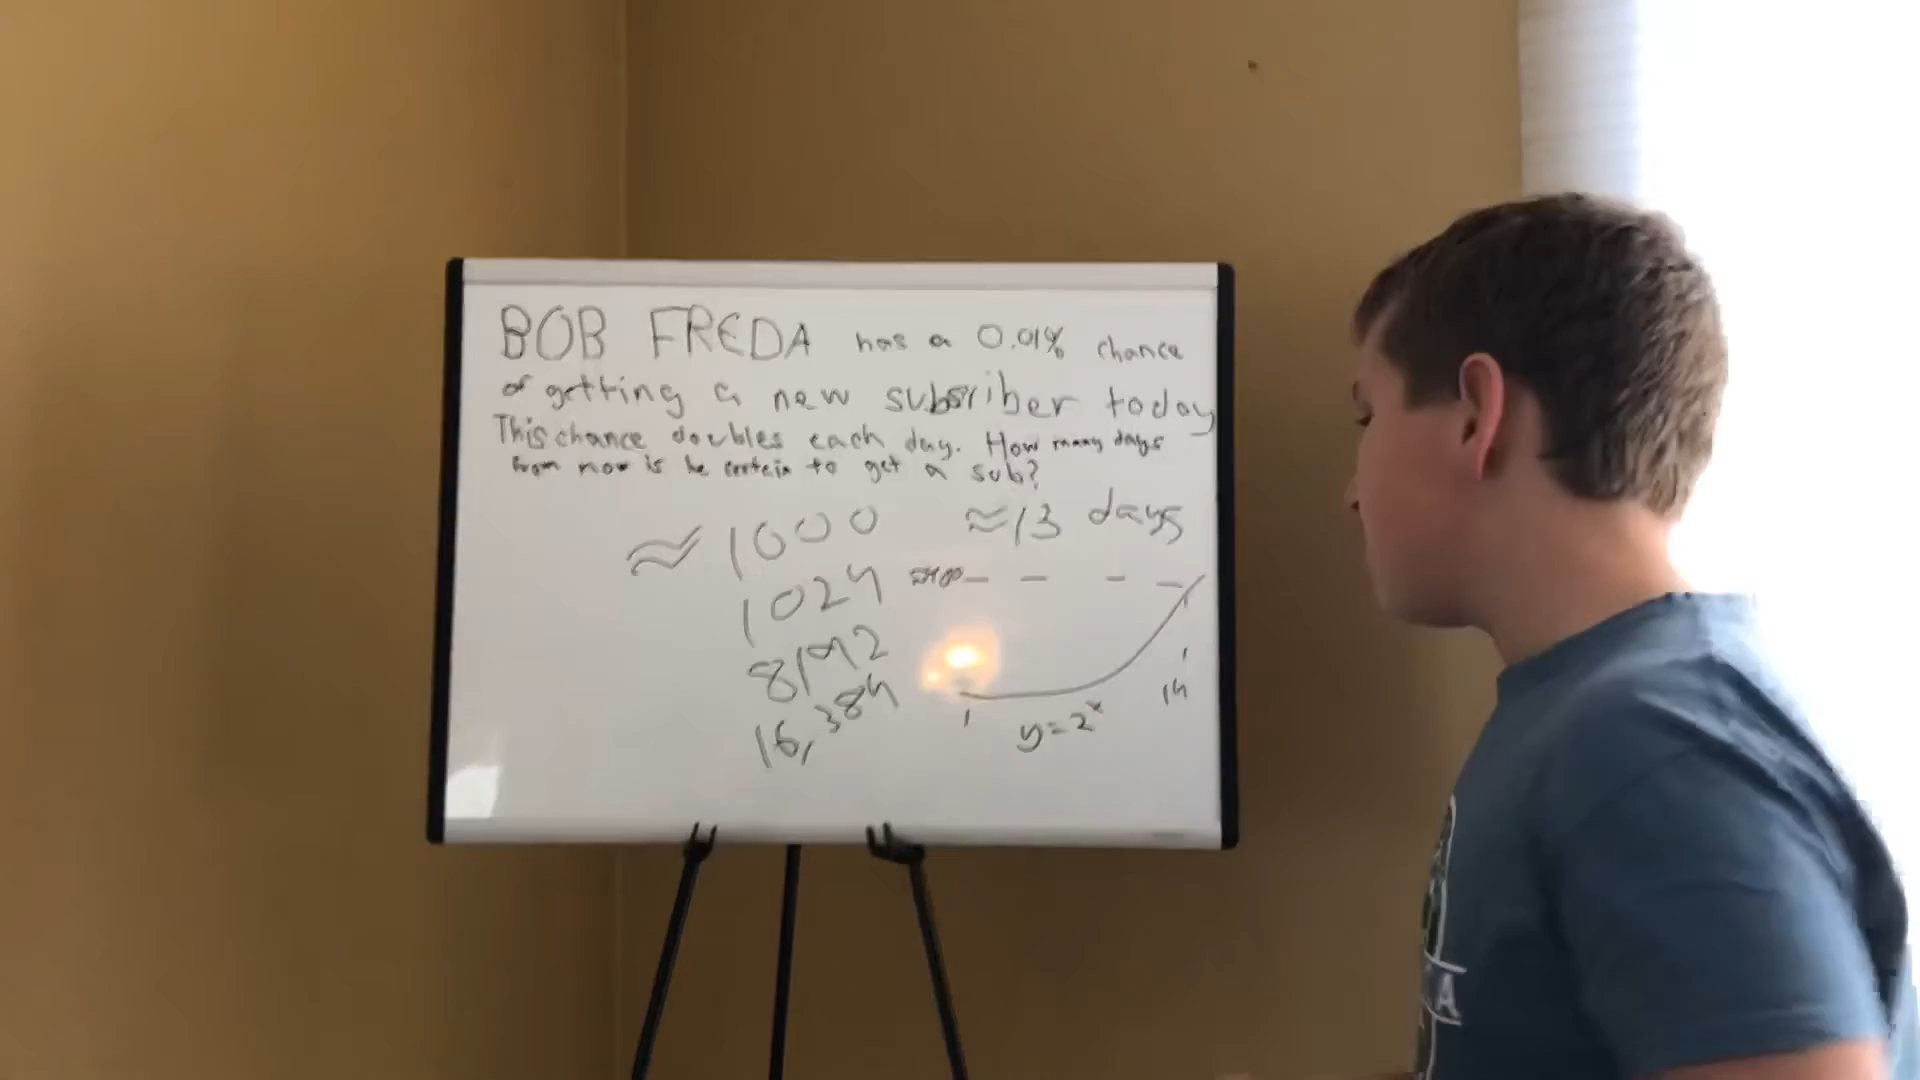 BOB FREDA has a 0.01% chance
of getting a new subsriber today
This chance doubles each day. How many days
from now is he certain to get a sub?
≈ 1000 ≈13 days
1024
8192
16,384
1 14
y=2^x